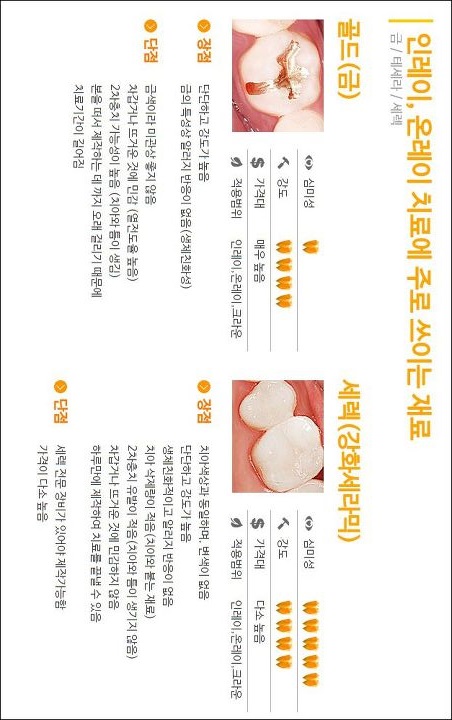 인레이, 온레이 치료에 주로 쓰이는 재료
금 / 테세라 / 세렉
골드(금)
심미성
강도
가격대 매우 높음
적용범위 인레이,온레이,크라운
장점
단단하고 강도가 높음
금의 특성상 알러지 반응이 없음(생체친화성)
단점
금색이라 미관상 좋지 않음
차갑거나 뜨거운 것에 민감 (열전도율 높음)
2차충치 가능성이 높음 (치아와 틈이 생김)
본을 떠서 제작하는 데 까지 오래 걸리기 때문에
치료기간이 길어짐
세렉(강화세라믹)
심미성
강도
가격대 다소 높음
적용범위 인레이,온레이,크라운
장점
치아색상과 동일하며, 변색이 없음
단단하고 강도가 높음
생체친화적이고 알러지 반응이 없음
치아 삭제량이 적음(치아와 붙는 재료)
2차충치 유발이 적음(치아와 틈이 생기지 않음)
차갑거나 뜨거운 것에 민감하지 않음
하루만에 제작하여 치료를 끝낼 수 있음
단점
세렉 전문 장비가 있어야 제작가능함
가격이 다소 높음